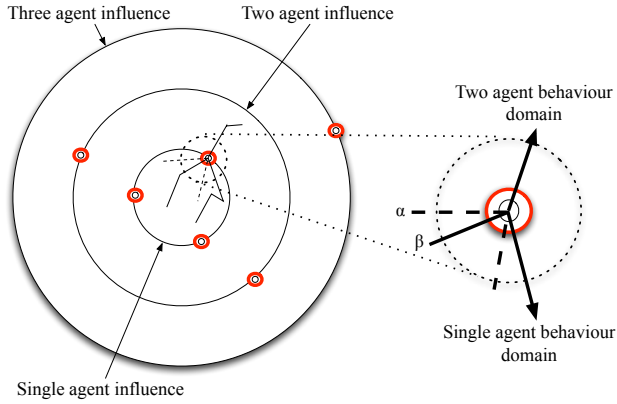 Three agent influence
Two agent influence
Two agent behaviour
domain
α
β
Single agent behaviour
domain
Single agent influence